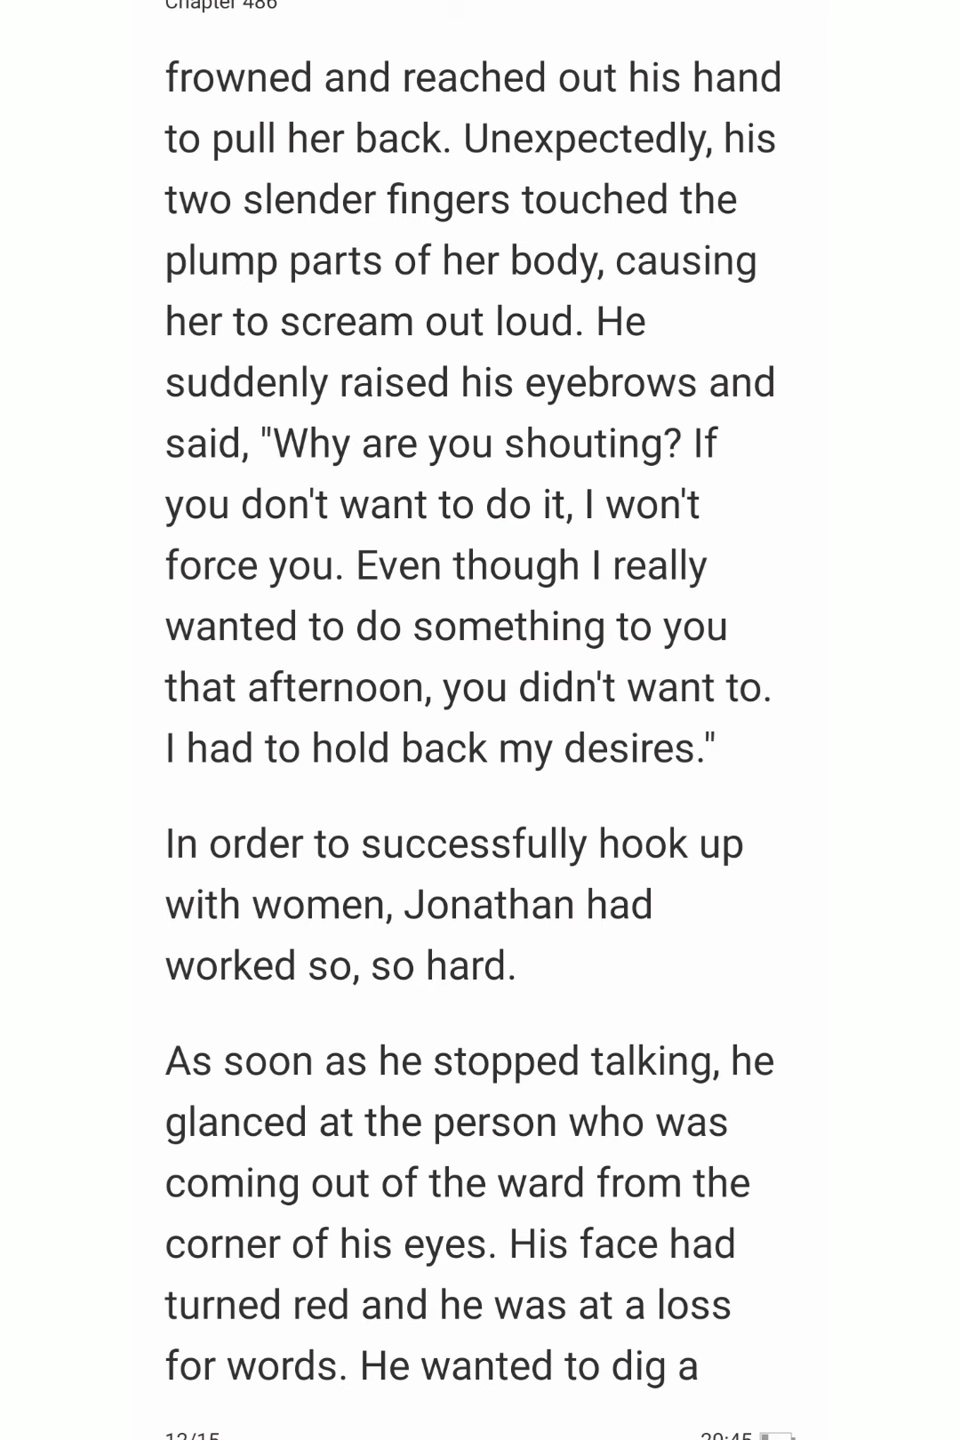 Chapter 486
frowned and reached out his hand
to pull her back. Unexpectedly, his
two slender fingers touched the
plump parts of her body, causing
her to scream out loud. He
suddenly raised his eyebrows and
said, "Why are you shouting? If
you don't want to do it, I won't
force you. Even though I really
wanted to do something to you
that afternoon, you didn't want to.
I had to hold back my desires."
In order to successfully hook up
with women, Jonathan had
worked so, so hard.
As soon as he stopped talking, he
glanced at the person who was
coming out of the ward from the
corner of his eyes. His face had
turned red and he was at a loss
for words. He wanted to dig a
12/15
20:45